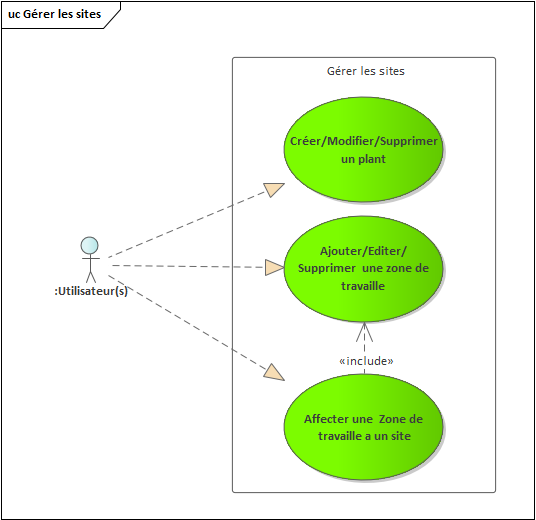 uc Gérer les sites
Gérer les sites
Créer/Modifier/Supprimer
un plant
Ajouter/Editer/
Supprimer une zone de
travaille
:Utilisateur(s)
«include»
Affecter une Zone de
travaille a un site